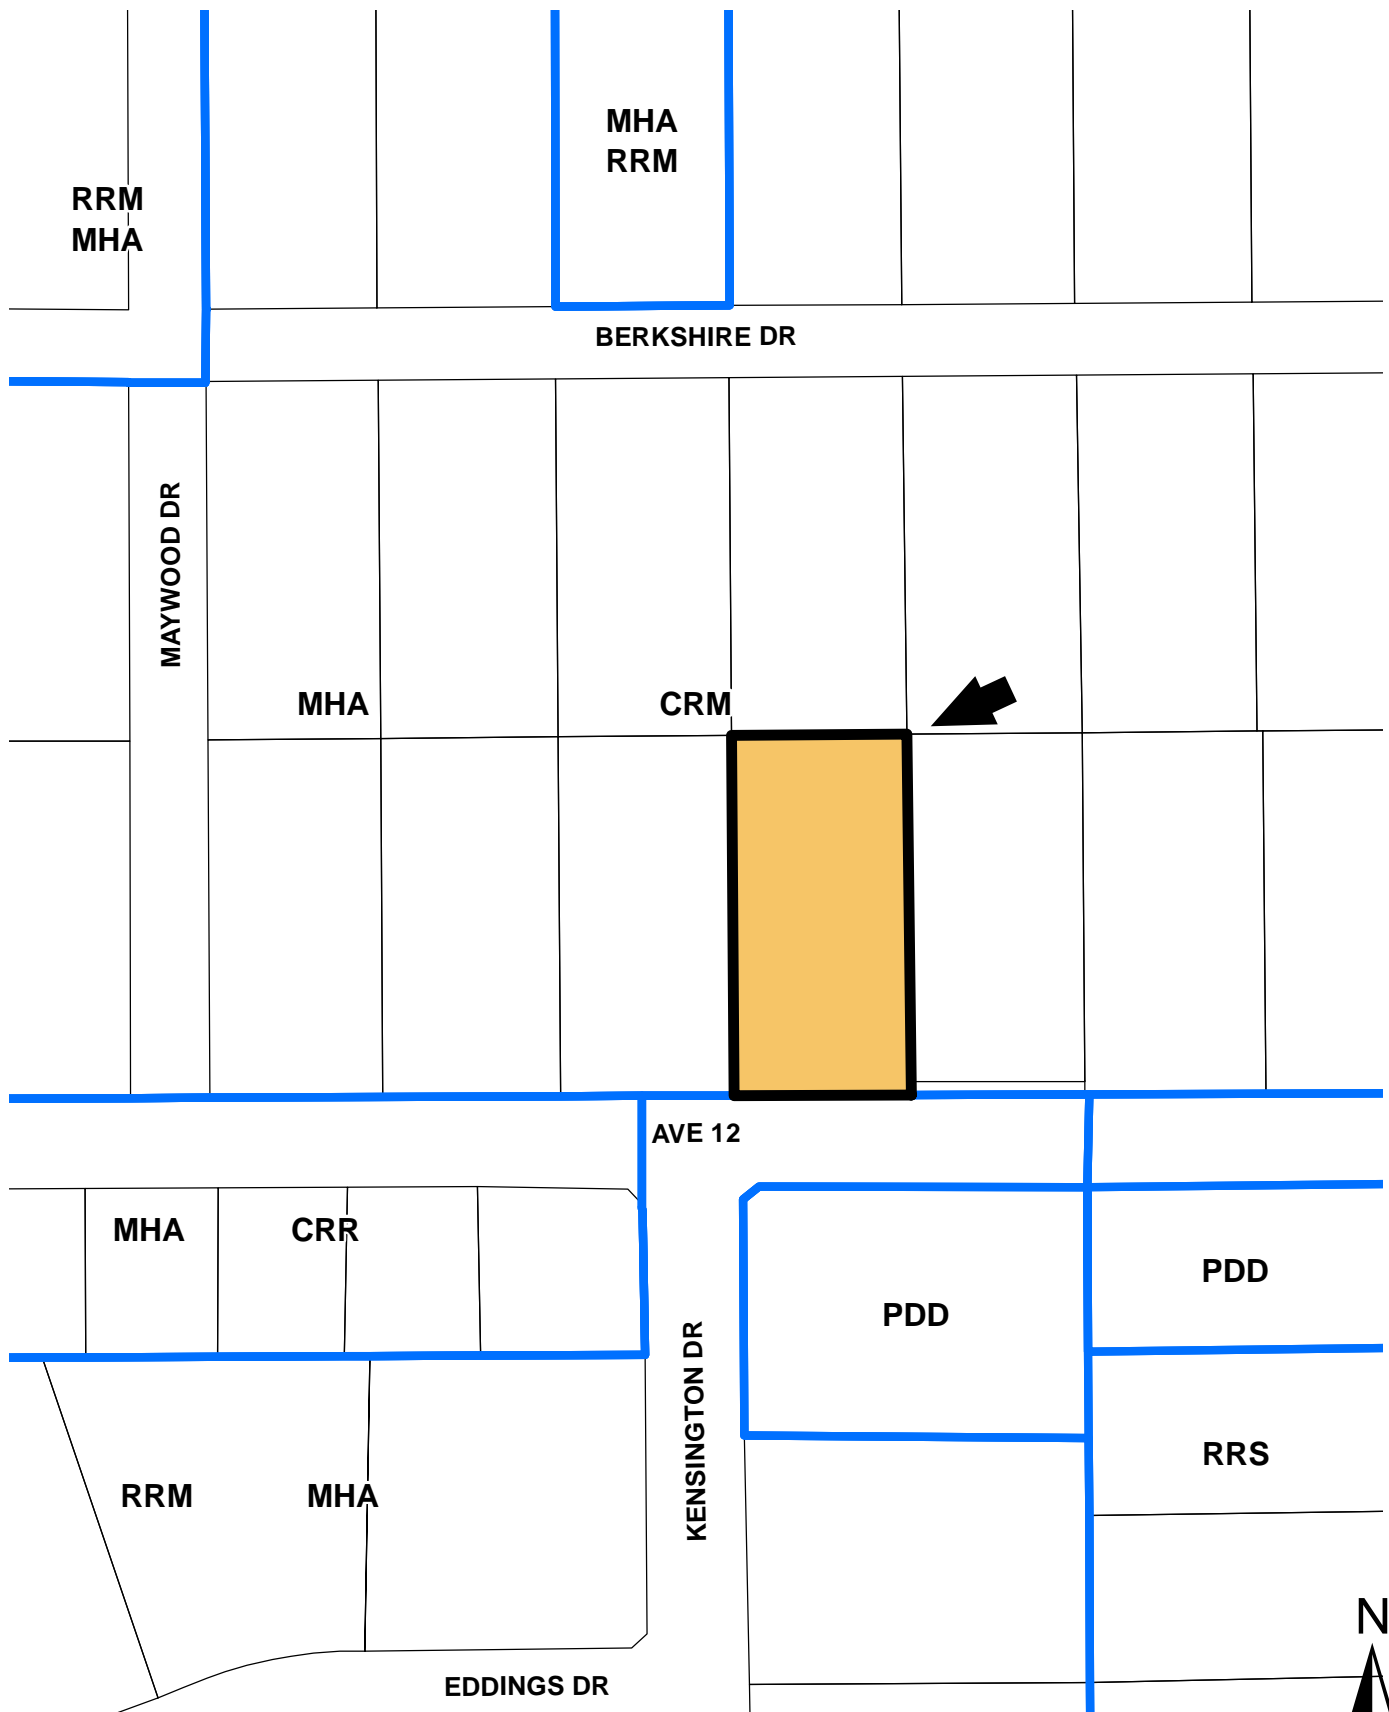 MHA
RRM
RRM
MHA
BERKSHIRE DR
MAYWOOD DR
MHA
CRM
AVE 12
MHA
CRR
PDD
PDD
KENSINGTON DR
RRS
RRM
MHA
N
EDDINGS DR